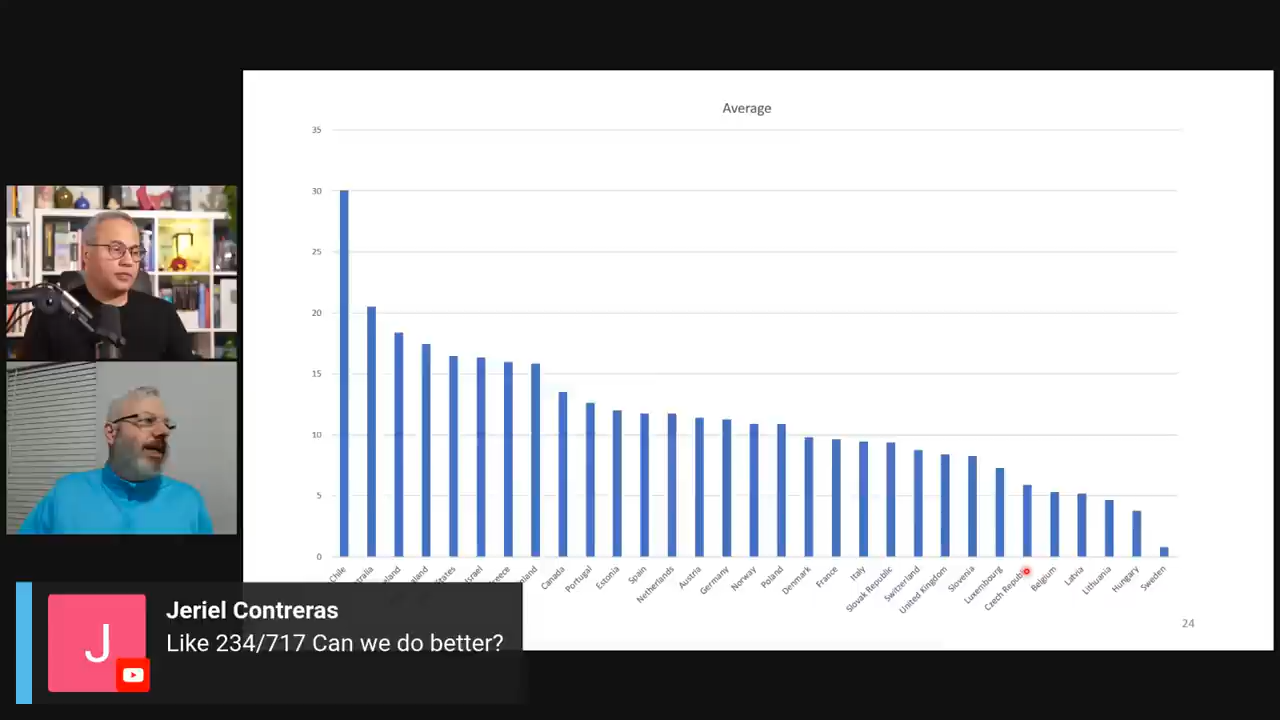 Average
35
30
25
20
15
10
5
0
Chile
Israel
Canada
Portugal
Estonia
Spain
Netherlands
Austria
Germany
Norway
Poland
Denmark
France
Italy
Slovak Republic
Switzerland
United Kingdom
Slovenia
Luxembourg
Czech Republic
Belgium
Latvia
Lithuania
Hungary
Sweden
24
J
Jeriel Contreras
Like 234/717 Can we do better?